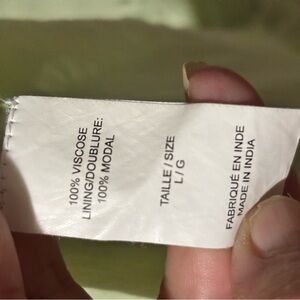 100% VISCOSE
LINING/DOUBLURE:
100% MODAL
TAILLE / SIZE
L / G
FABRIQUÉ EN INDE
MADE IN INDIA